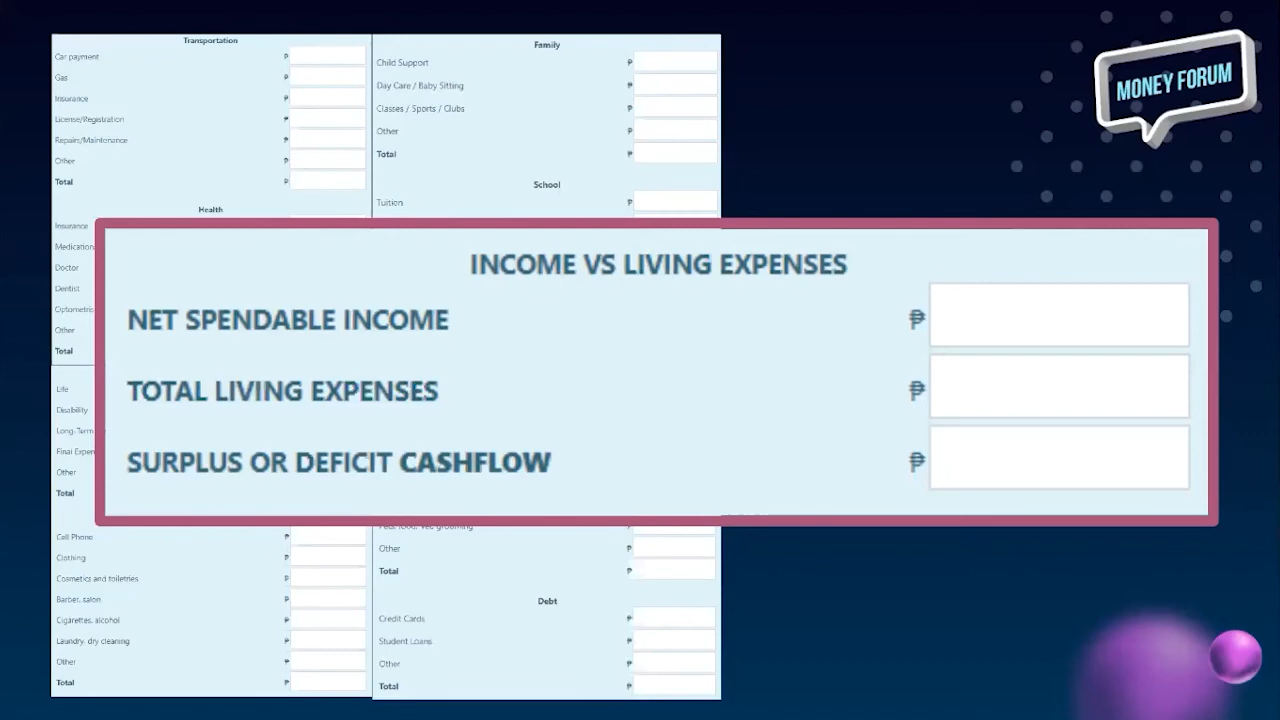 Transportation
Car payment ₱
Gas ₱
Insurance ₱
License/Registration ₱
Repairs/Maintenance ₱
Other ₱
Total ₱
Health
Insurance
Doctor
Dentist
Other
Total
Life
Disability
Other
Total
Cell Phone ₱
Clothing ₱
Cosmetics and toiletries ₱
Barber, salon ₱
Cigarettes, alcohol ₱
Laundry, dry cleaning ₱
Other ₱
Total ₱
Family
Child Support ₱
Day Care / Baby Sitting ₱
Classes / Sports / Clubs ₱
Other ₱
Total ₱
School
Tuition ₱
Other ₱
Total ₱
Debt
Credit Cards ₱
Student Loans ₱
Other ₱
Total ₱
INCOME VS LIVING EXPENSES
NET SPENDABLE INCOME ₱
TOTAL LIVING EXPENSES ₱
SURPLUS OR DEFICIT CASHFLOW ₱
MONEY FORUM